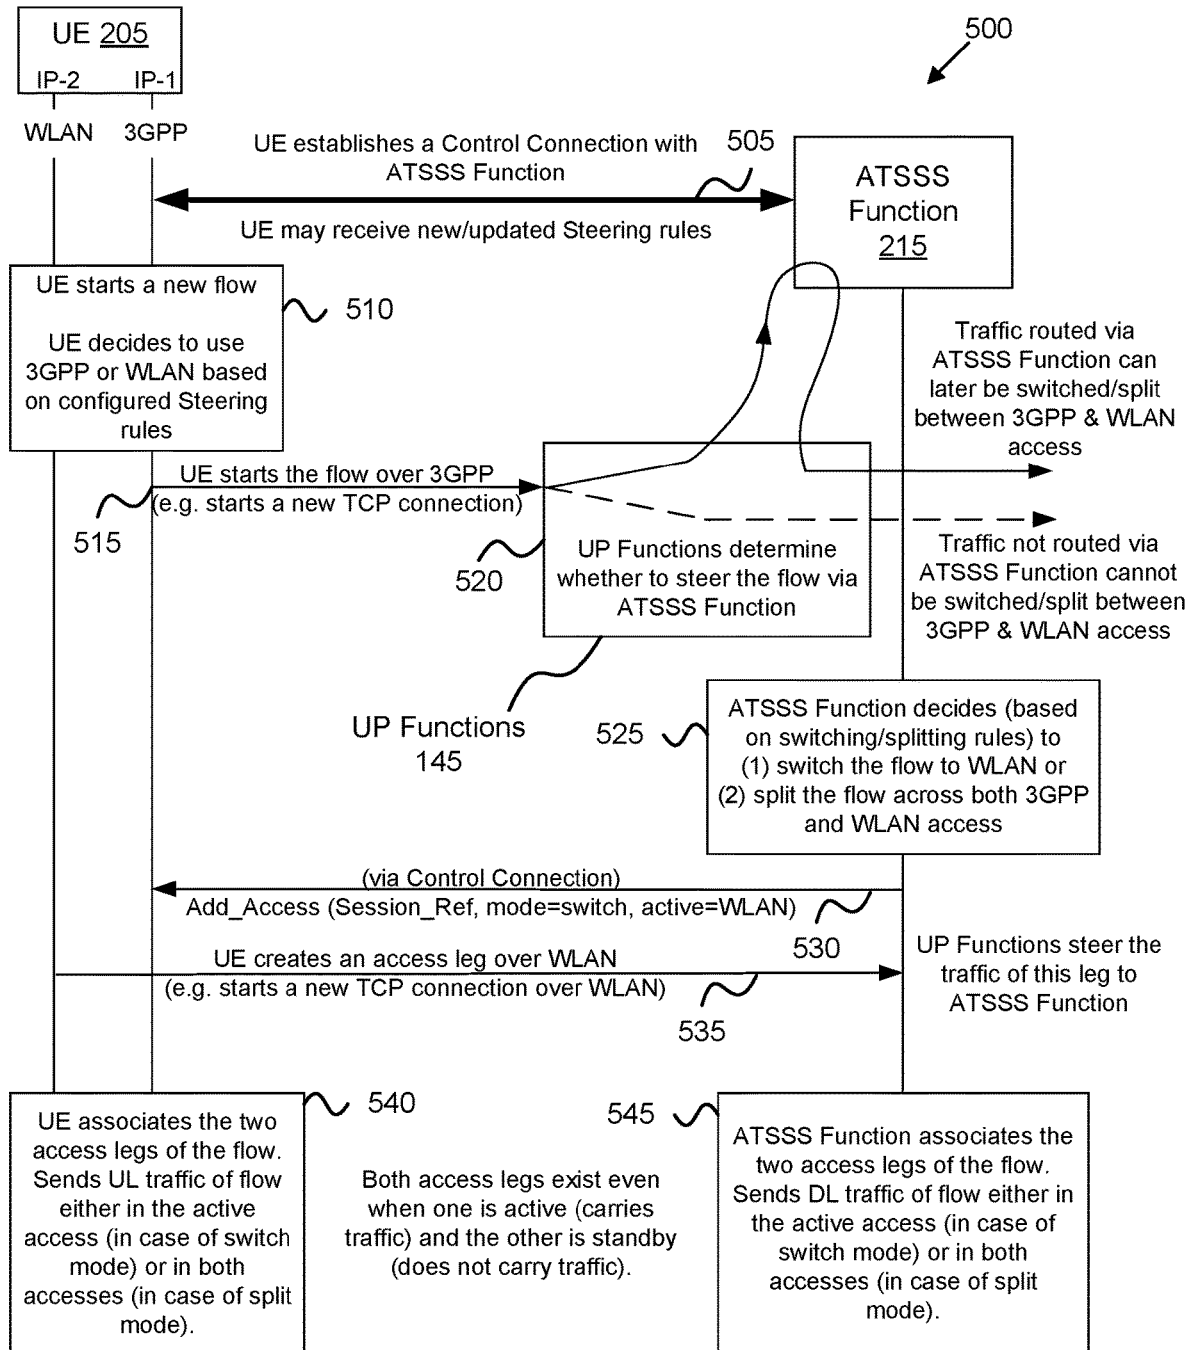 UE 205
IP-2 IP-1
WLAN 3GPP
500
UE establishes a Control Connection with
ATSSS Function
505
UE may receive new/updated Steering rules
ATSSS
Function
215
UE starts a new flow
UE decides to use
3GPP or WLAN based
on configured Steering
rules
510
Traffic routed via
ATSSS Function can
later be switched/split
between 3GPP & WLAN
access
UE starts the flow over 3GPP
(e.g. starts a new TCP connection)
515
520
UP Functions determine
whether to steer the flow via
ATSSS Function
Traffic not routed via
ATSSS Function cannot
be switched/split between
3GPP & WLAN access
UP Functions
145
525
ATSSS Function decides (based
on switching/splitting rules) to
(1) switch the flow to WLAN or
(2) split the flow across both 3GPP
and WLAN access
(via Control Connection)
Add_Access (Session_Ref, mode=switch, active=WLAN)
530
UE creates an access leg over WLAN
(e.g. starts a new TCP connection over WLAN)
535
UP Functions steer the
traffic of this leg to
ATSSS Function
540
UE associates the two
access legs of the flow.
Sends UL traffic of flow
either in the active
access (in case of switch
mode) or in both
accesses (in case of split
mode).
Both access legs exist even
when one is active (carries
traffic) and the other is standby
(does not carry traffic).
545
ATSSS Function associates the
two access legs of the flow.
Sends DL traffic of flow either in
the active access (in case of
switch mode) or in both
accesses (in case of split
mode).